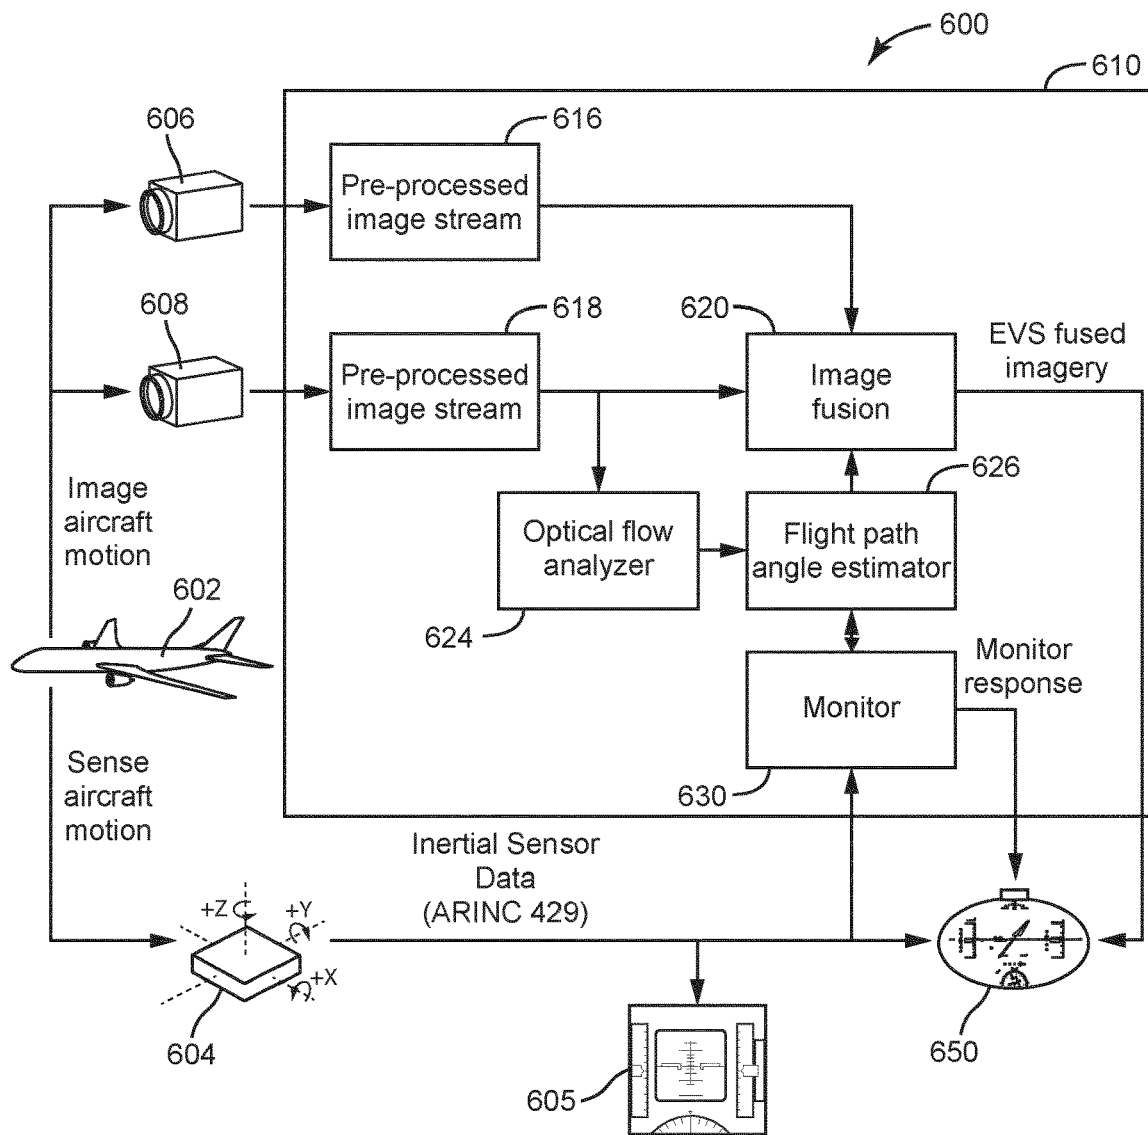 600
610
606
616
Pre-processed
image stream
608
618
620
EVS fused
imagery
Pre-processed
image stream
Image
fusion
626
Image
aircraft
motion
Optical flow
analyzer
Flight path
angle estimator
602
624
Monitor
response
Monitor
Sense
aircraft
motion
630
Inertial Sensor
Data
(ARINC 429)
+Z
+Y
+X
604
650
605